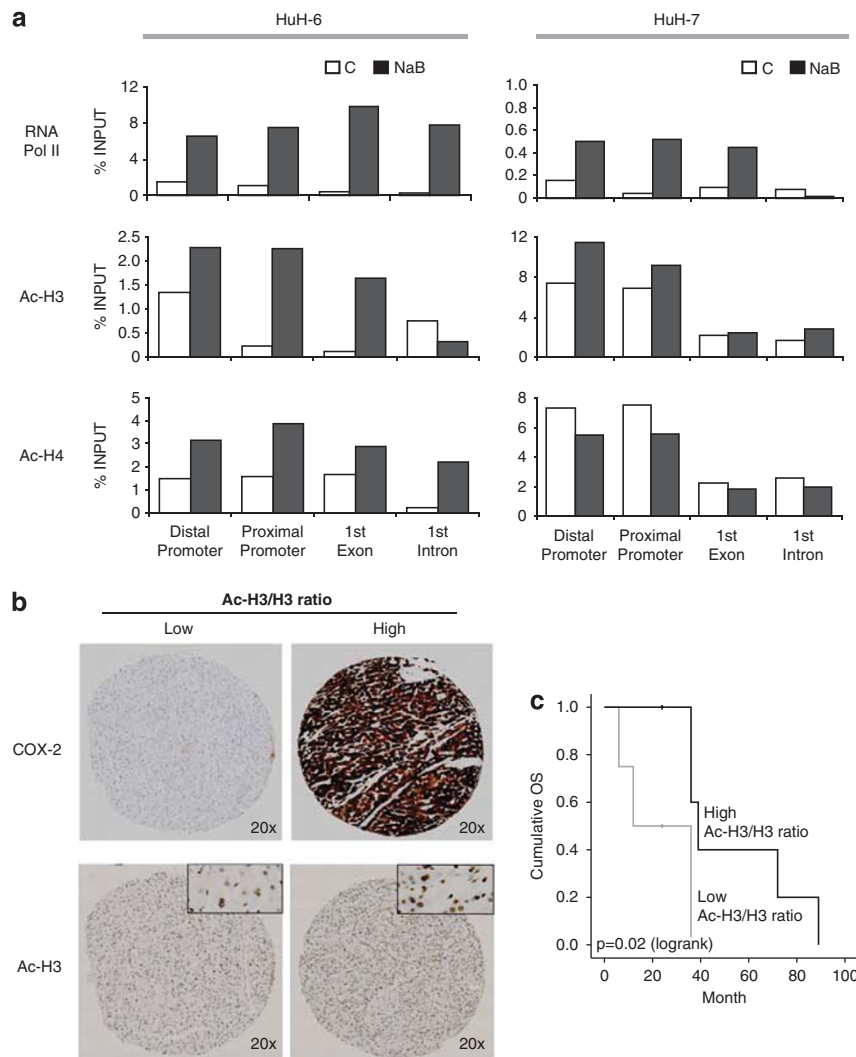 a
HuH-6
HuH-7
C NaB
C NaB
RNA
Pol II
% INPUT
12
8
4
0
1.0
0.8
0.6
0.4
0.2
0
Ac-H3
% INPUT
2.5
2.0
1.5
1.0
0.5
0
12
8
4
0
Ac-H4
% INPUT
5
4
3
2
1
0
8
6
4
2
0
Distal
Promoter
Proximal
Promoter
1st
Exon
1st
Intron
Distal
Promoter
Proximal
Promoter
1st
Exon
1st
Intron
b
Ac-H3/H3 ratio
Low
High
COX-2
20x
20x
Ac-H3
20x
20x
c
Cumulative OS
1.0
0.8
0.6
0.4
0.2
0.0
High
Ac-H3/H3 ratio
Low
Ac-H3/H3 ratio
p=0.02 (logrank)
0 20 40 60 80 100
Month